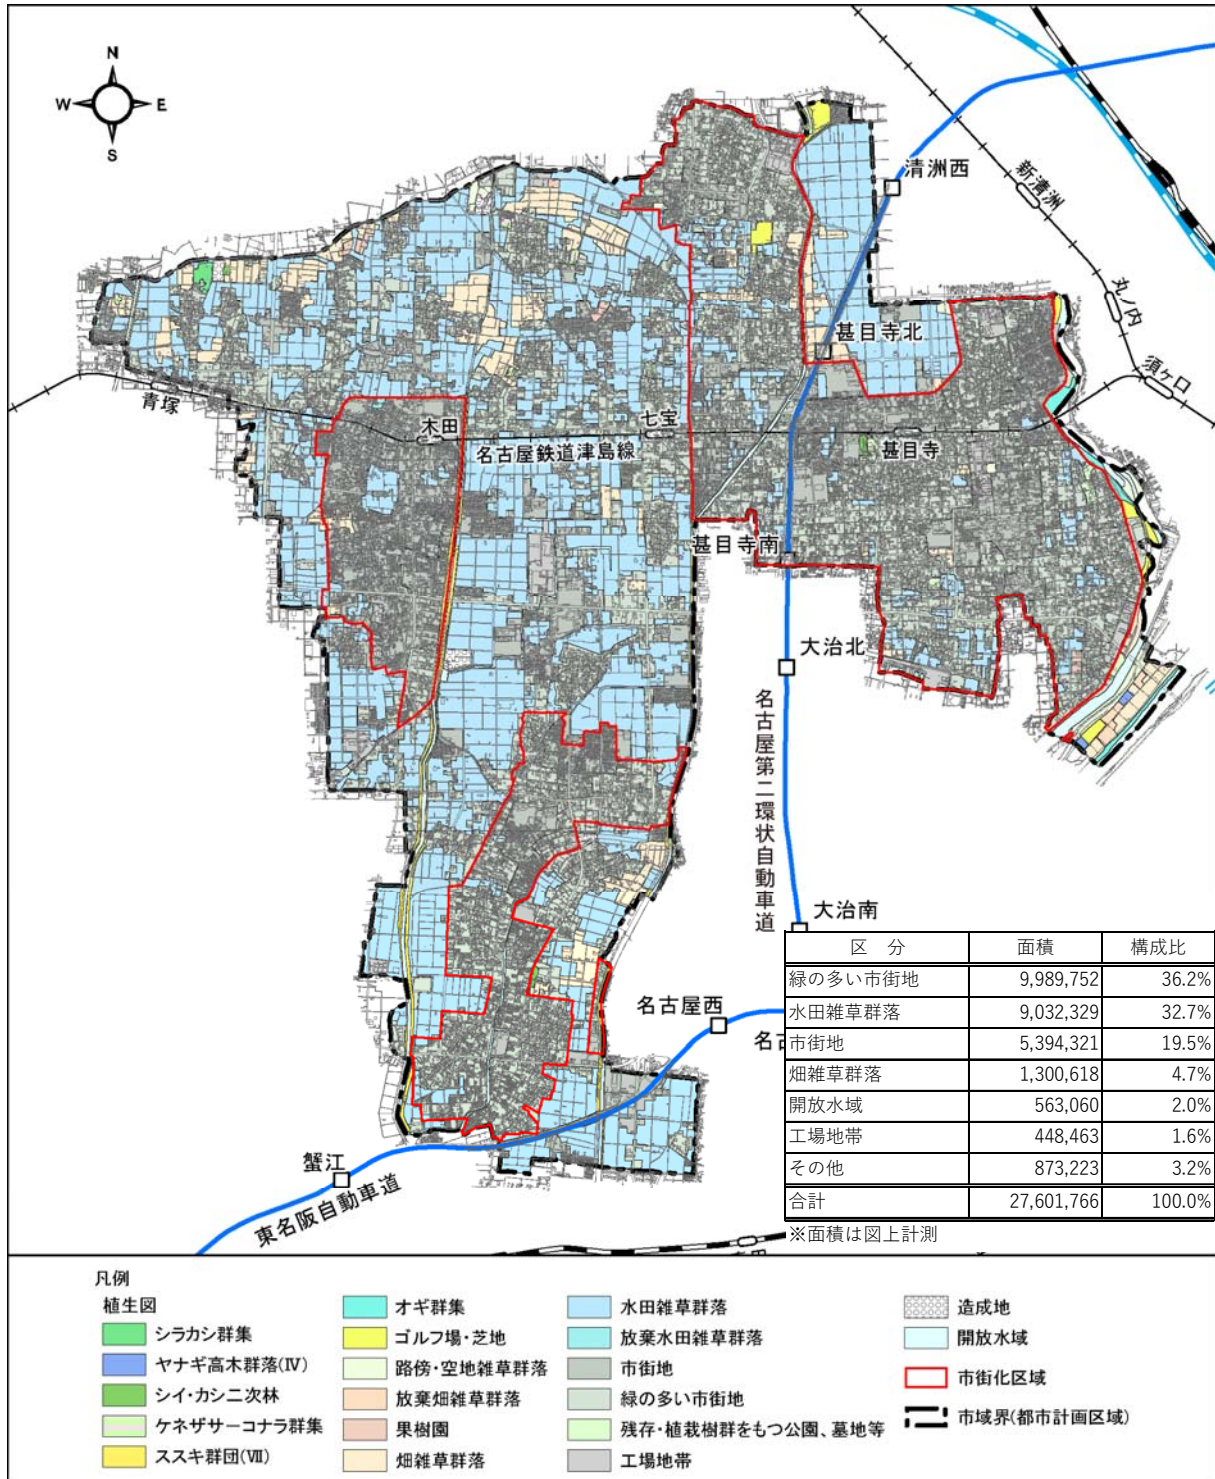 N
W
E
S
清洲西
新清洲
丸ノ内
須ヶ口
甚目寺北
青塚
木田
七宝
名古屋鉄道津島線
甚目寺
甚目寺南
大治北
名古屋第二環状自動車道
大治南
名古屋西
蟹江
東名阪自動車道
区 分 面積 構成比
緑の多い市街地 9,989,752 36.2%
水田雑草群落 9,032,329 32.7%
市街地 5,394,321 19.5%
畑雑草群落 1,300,618 4.7%
開放水域 563,060 2.0%
工場地帯 448,463 1.6%
その他 873,223 3.2%
合計 27,601,766 100.0%
※面積は図上計測
凡例
植生図
シラカシ群集
ヤナギ高木群落(Ⅳ)
シイ・カシ二次林
ケネザサーコナラ群集
ススキ群団(Ⅶ)
オギ群集
ゴルフ場・芝地
路傍・空地雑草群落
放棄畑雑草群落
果樹園
畑雑草群落
水田雑草群落
放棄水田雑草群落
市街地
緑の多い市街地
残存・植栽樹群をもつ公園、墓地等
工場地帯
造成地
開放水域
市街化区域
市域界(都市計画区域)